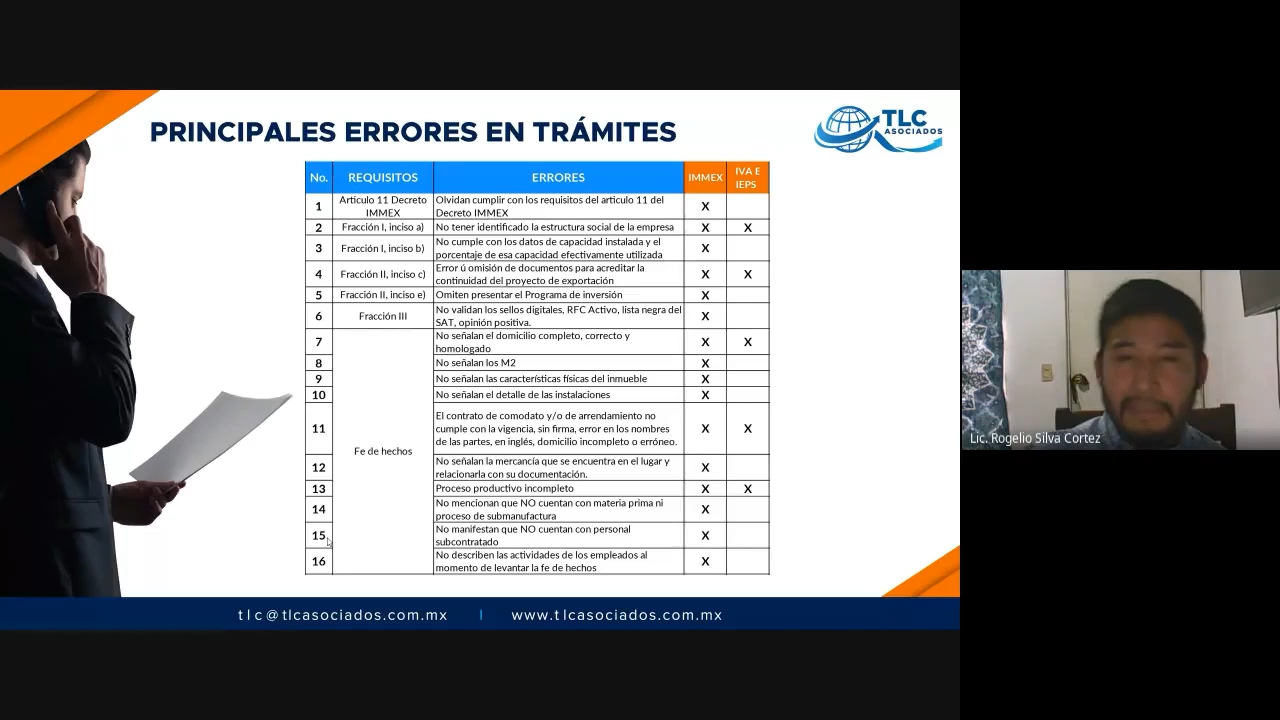 PRINCIPALES ERRORES EN TRÁMITES
TLC
ASOCIADOS
No. REQUISITOS ERRORES IMMEX IVA E
IEPS
1 Articulo 11 Decreto
IMMEX Olvidan cumplir con los requisitos del articulo 11 del
Decreto IMMEX X
2 Fracción I, inciso a) No tener identificado la estructura social de la empresa X X
3 Fracción I, inciso b) No cumple con los datos de capacidad instalada y el
porcentaje de esa capacidad efectivamente utilizada X
4 Fracción II, inciso c) Error ú omisión de documentos para acreditar la
continuidad del proyecto de exportación X X
5 Fracción II, inciso e) Omiten presentar el Programa de inversión X
6 Fracción III No validan los sellos digitales, RFC Activo, lista negra del
SAT, opinión positiva. X
7 No señalan el domicilio completo, correcto y
homologado X X
8 No señalan los M2 X
9 No señalan las características físicas del inmueble X
10 No señalan el detalle de las instalaciones X
11 El contrato de comodato y/o de arrendamiento no
cumple con la vigencia, sin firma, error en los nombres
de las partes, en inglés, domicilio incompleto o erróneo. X X
Fe de hechos
12 No señalan la mercancía que se encuentra en el lugar y
relacionarla con su documentación. X
13 Proceso productivo incompleto X X
14 No mencionan que NO cuentan con materia prima ni
proceso de submanufactura X
15 No manifestan que NO cuentan con personal
subcontratado X
16 No describen las actividades de los empleados al
momento de levantar la fe de hechos X
tlc@tlcasociados.com.mx | www.tlcasociados.com.mx
Lic. Rogelio Silva Cortez